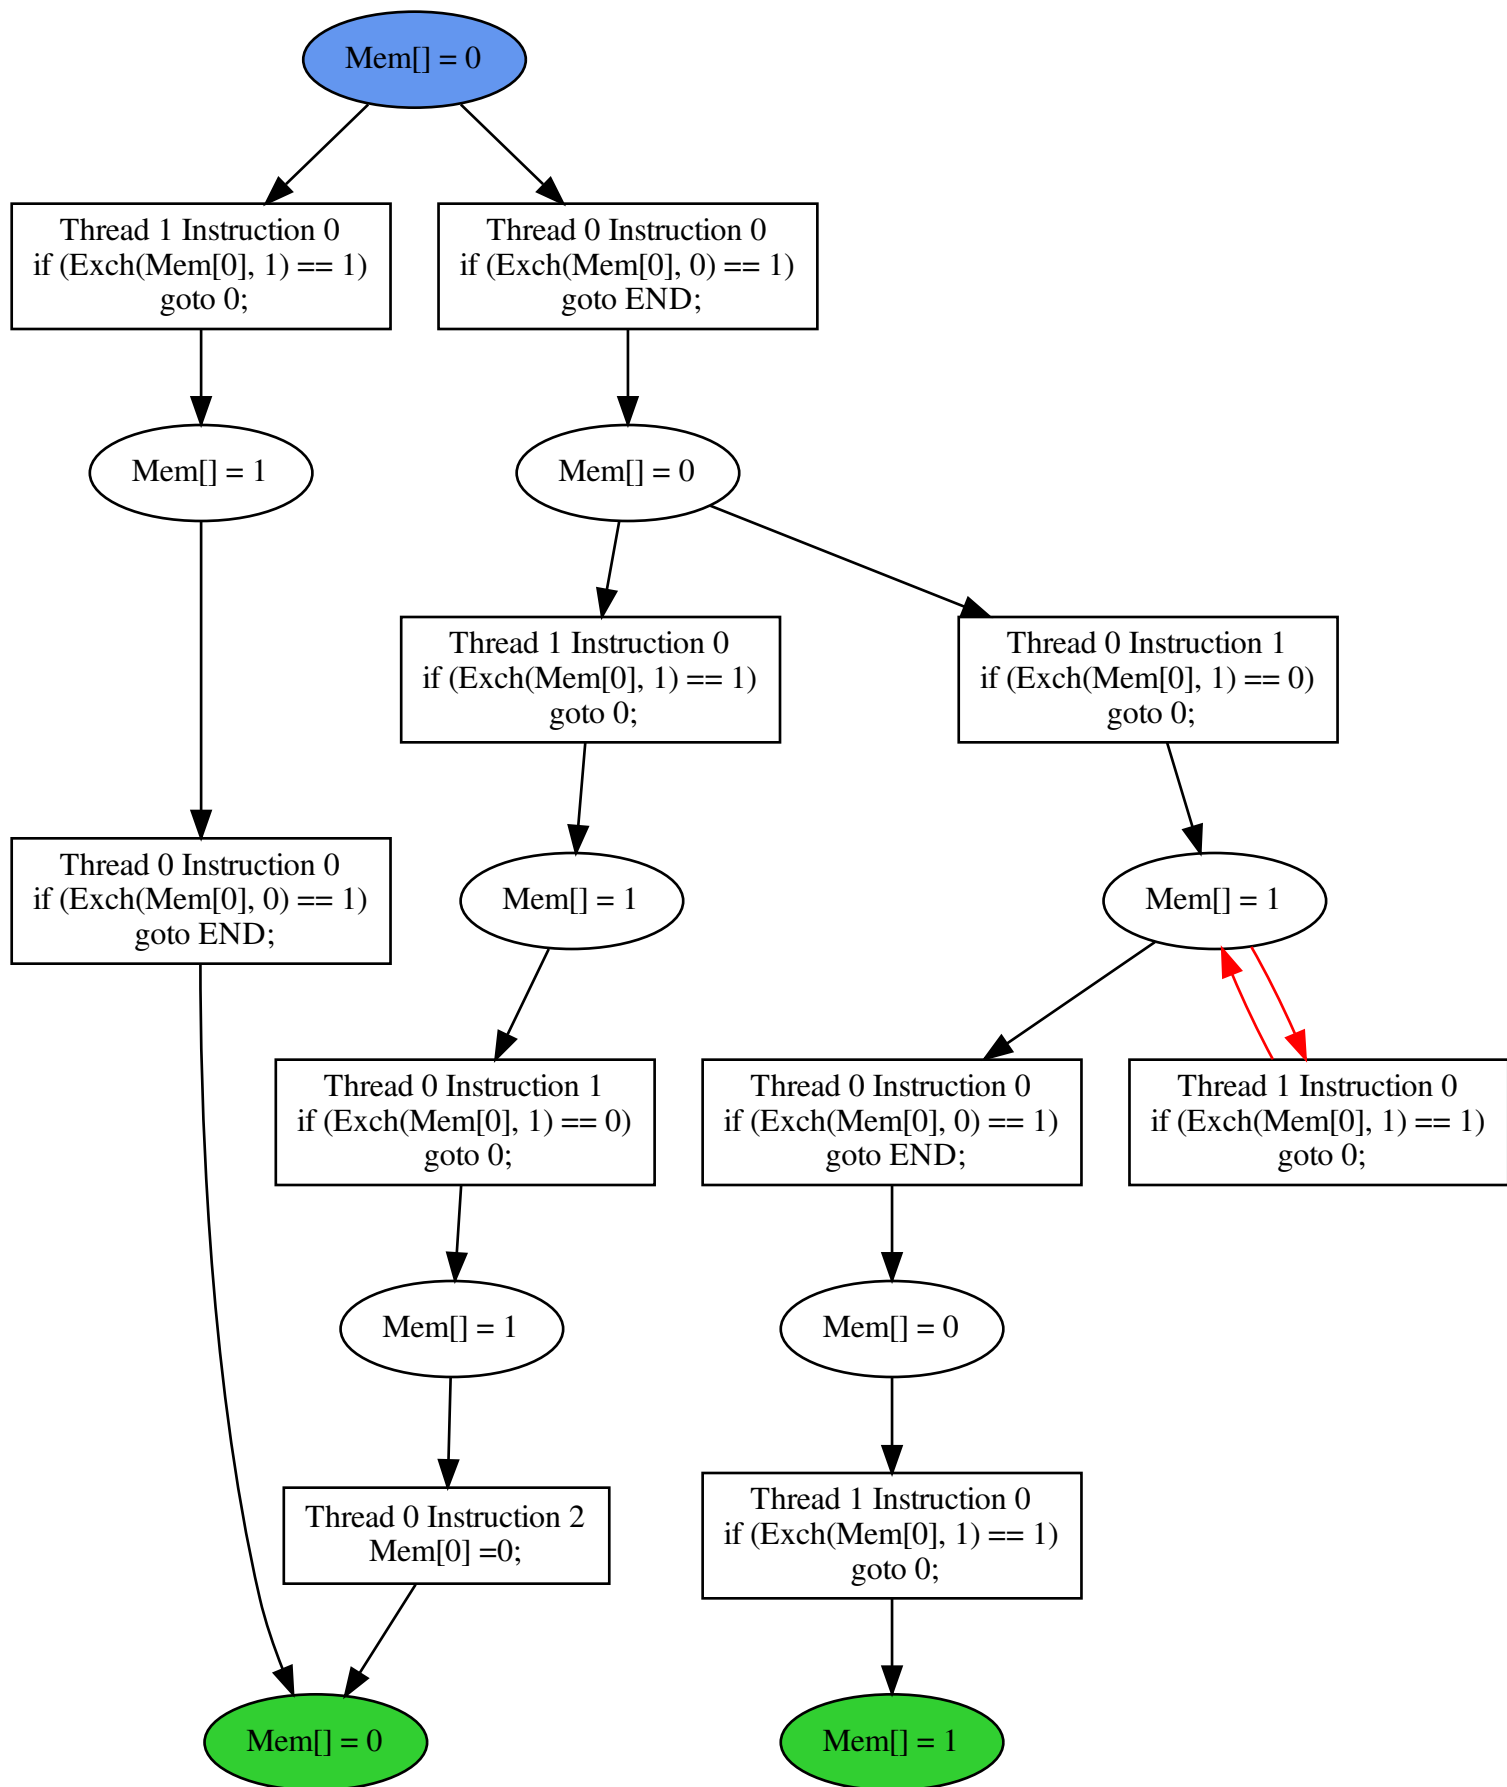 Mem[] = 0
Thread 1 Instruction 0
if (Exch(Mem[0], 1) == 1)
goto 0;
Thread 0 Instruction 0
if (Exch(Mem[0], 0) == 1)
goto END;
Mem[] = 1
Mem[] = 0
Thread 1 Instruction 0
if (Exch(Mem[0], 1) == 1)
goto 0;
Thread 0 Instruction 1
if (Exch(Mem[0], 1) == 0)
goto 0;
Thread 0 Instruction 0
if (Exch(Mem[0], 0) == 1)
goto END;
Mem[] = 1
Mem[] = 1
Thread 0 Instruction 1
if (Exch(Mem[0], 1) == 0)
goto 0;
Thread 0 Instruction 0
if (Exch(Mem[0], 0) == 1)
goto END;
Thread 1 Instruction 0
if (Exch(Mem[0], 1) == 1)
goto 0;
Mem[] = 1
Mem[] = 0
Thread 0 Instruction 2
Mem[0] =0;
Thread 1 Instruction 0
if (Exch(Mem[0], 1) == 1)
goto 0;
Mem[] = 0
Mem[] = 1